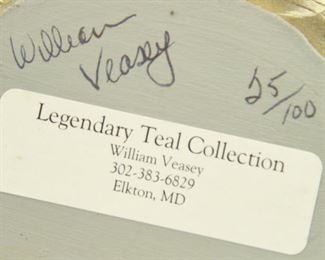 William
Veasey
25/100
Legendary Teal Collection
William Veasey
302-383-6829
Elkton, MD